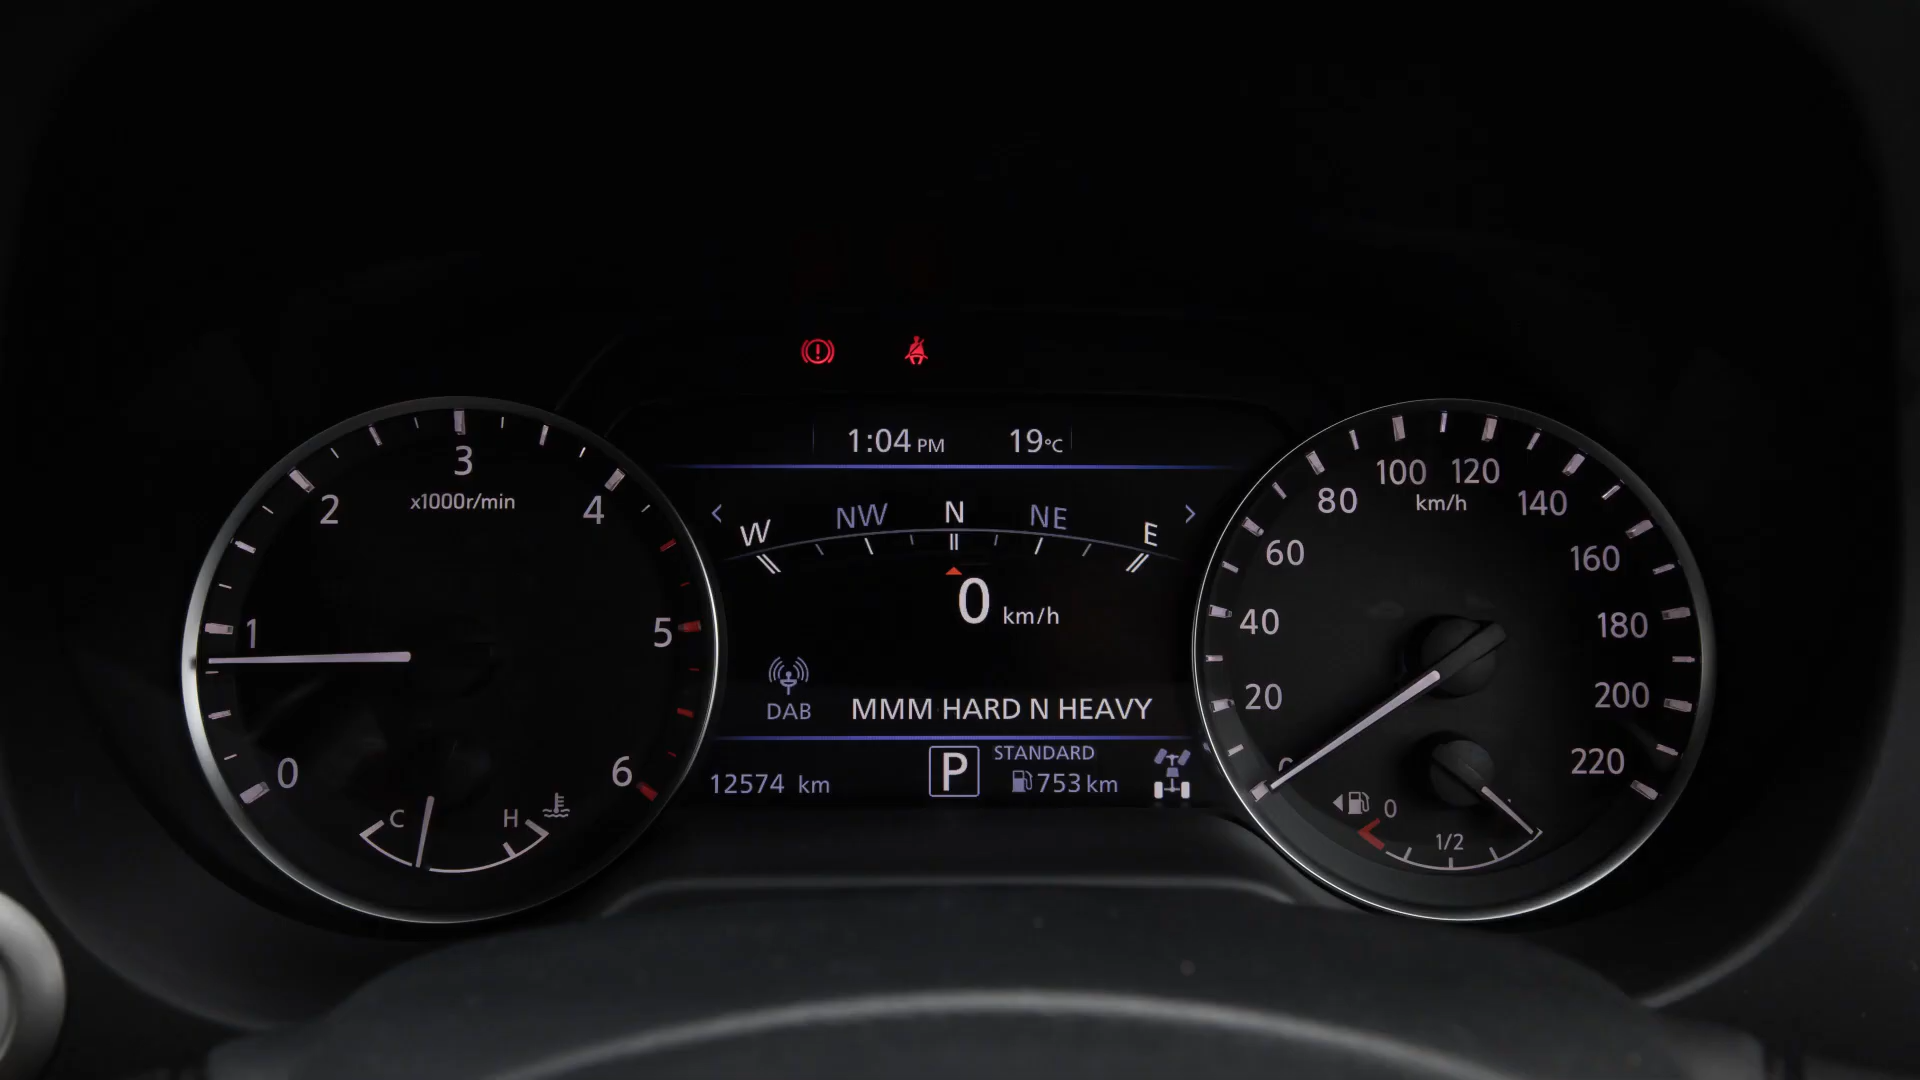 1:04 PM 19°C
W NW N NE E
0 km/h
DAB MMM HARD N HEAVY
STANDARD
12574 km P 753 km
0
1
2
3
4
5
6
x1000r/min
C H
0
20
40
60
80
100
120
140
160
180
200
220
km/h
0 1/2